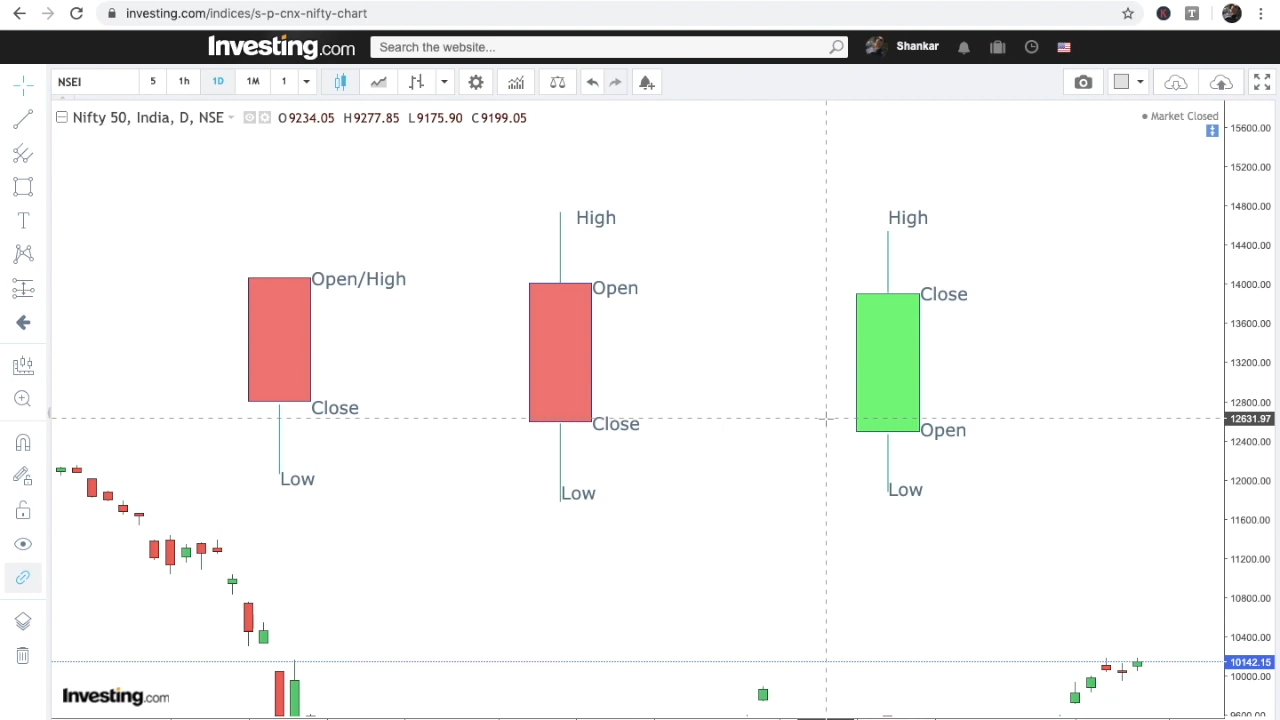 investing.com/indices/s-p-cnx-nifty-chart
Investing.com
Search the website...
Shankar
NSEI
5
1h
1D
1M
1
T
Nifty 50, India, D, NSE
O9234.05 H9277.85 L9175.90 C9199.05
Market Closed
15600.00
15200.00
14800.00
14400.00
14000.00
13600.00
13200.00
12800.00
12631.97
12400.00
12000.00
11600.00
11200.00
10800.00
10400.00
10142.15
10000.00
9600.00
Open/High
Close
Low
High
Open
Close
Low
High
Close
Open
Low
Investing.com